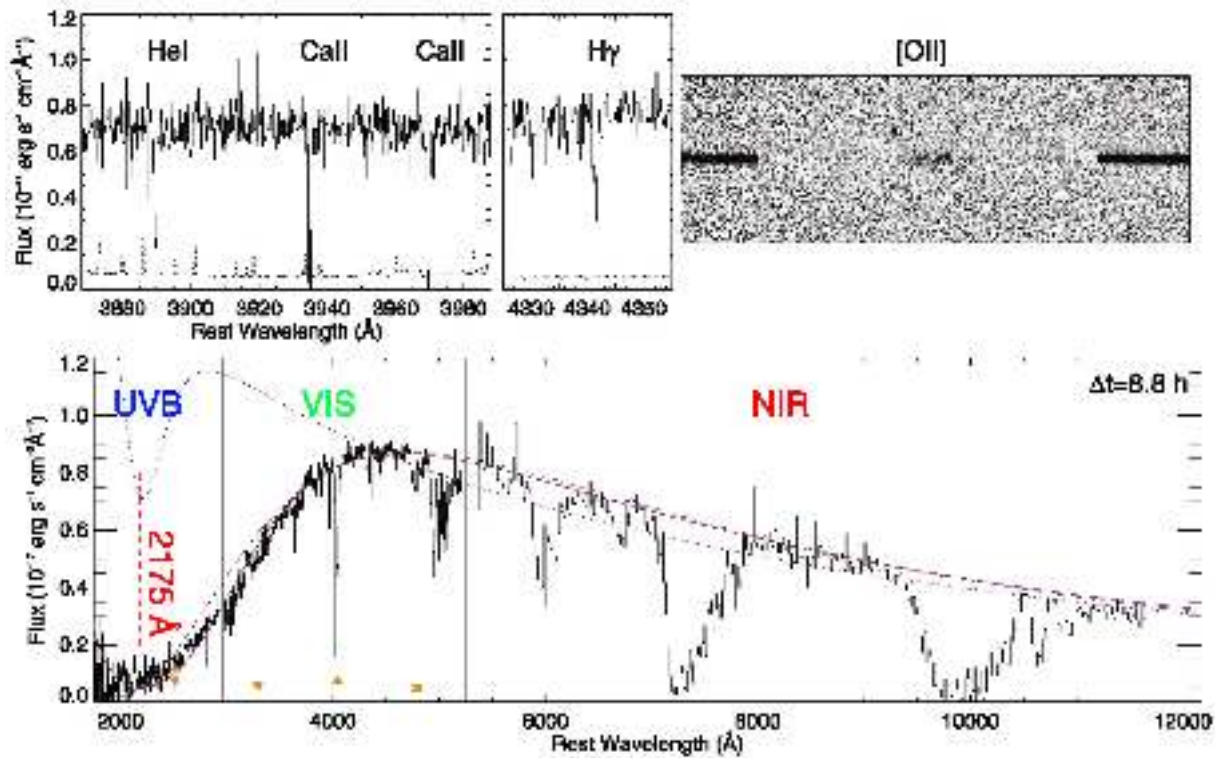 1.2
1.0
0.8
0.6
0.4
0.2
0.0
HeI
CaII
CaII
Hγ
[OII]
3880 3900 3920 3940 3960 3980
4330 4340 4350
Rest Wavelength (Å)
1.2
1.0
0.8
0.6
0.4
0.2
0.0
UVB
VIS
NIR
Δt=8.8 h
2175 Å
Flux (10⁻¹⁷ erg s⁻¹ cm⁻²Å⁻¹)
2000 4000 6000 8000 10000 12000
Rest Wavelength (Å)